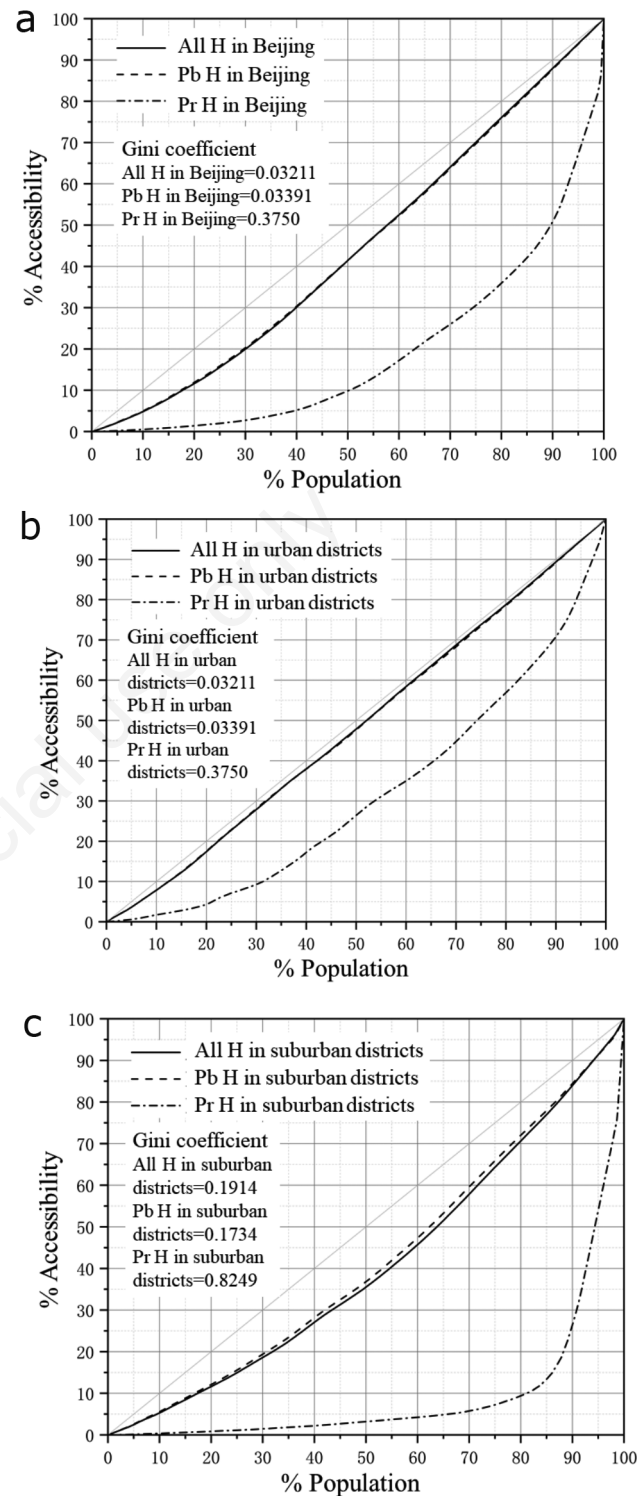 a
100
90
80
70
60
50
40
30
20
10
0
% Accessibility
All H in Beijing
Pb H in Beijing
Pr H in Beijing
Gini coefficient
All H in Beijing=0.03211
Pb H in Beijing=0.03391
Pr H in Beijing=0.3750
0 10 20 30 40 50 60 70 80 90 100
% Population
b
100
90
80
70
60
50
40
30
20
10
0
% Accessibility
All H in urban districts
Pb H in urban districts
Pr H in urban districts
Gini coefficient
All H in urban
districts=0.03211
Pb H in urban
districts=0.03391
Pr H in urban
districts=0.3750
0 10 20 30 40 50 60 70 80 90 100
% Population
c
100
90
80
70
60
50
40
30
20
10
0
% Accessibility
All H in suburban districts
Pb H in suburban districts
Pr H in suburban districts
Gini coefficient
All H in suburban
districts=0.1914
Pb H in suburban
districts=0.1734
Pr H in suburban
districts=0.8249
0 10 20 30 40 50 60 70 80 90 100
% Population